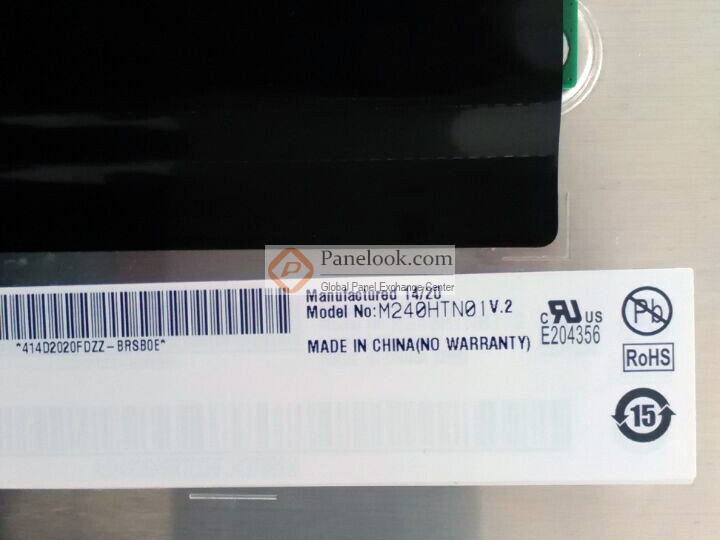 Panelook.com
Global Panel Exchange Center
Manufactured 14/20
Model No:M240HTN01V.2
*414D2020FDZZ-BRSB0E*
MADE IN CHINA(NO WARRANTY)
c RU US
E204356
Pb
RoHS
15